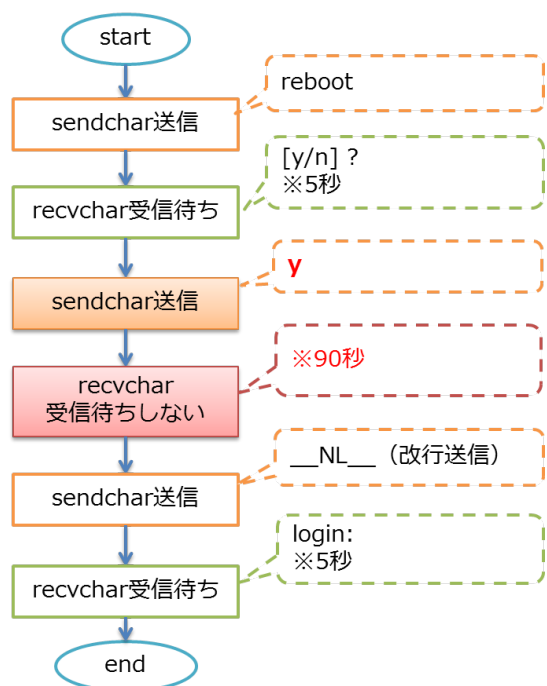 start
reboot
sendchar送信
[y/n] ?
※5秒
recvchar受信待ち
y
sendchar送信
※90秒
recvchar
受信待ちしない
__NL__（改行送信）
sendchar送信
login:
※5秒
recvchar受信待ち
end